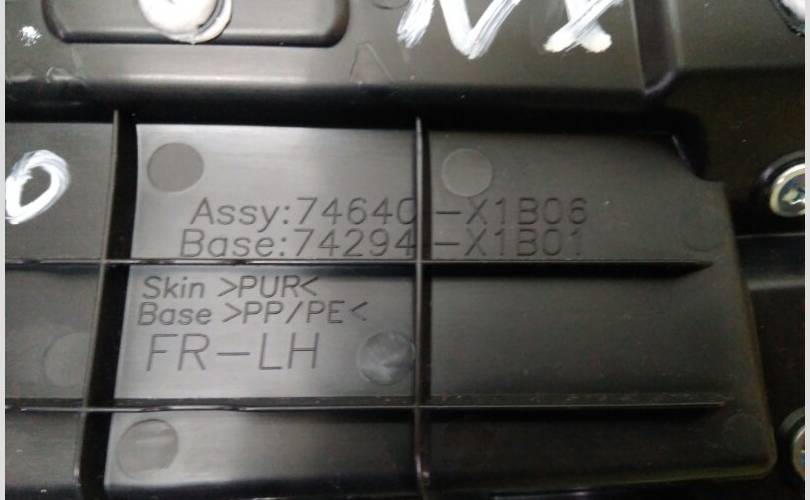 Assy:74640-X1B06
Base:74294-X1B01
Skin >PUR<
Base >PP/PE<
FR-LH